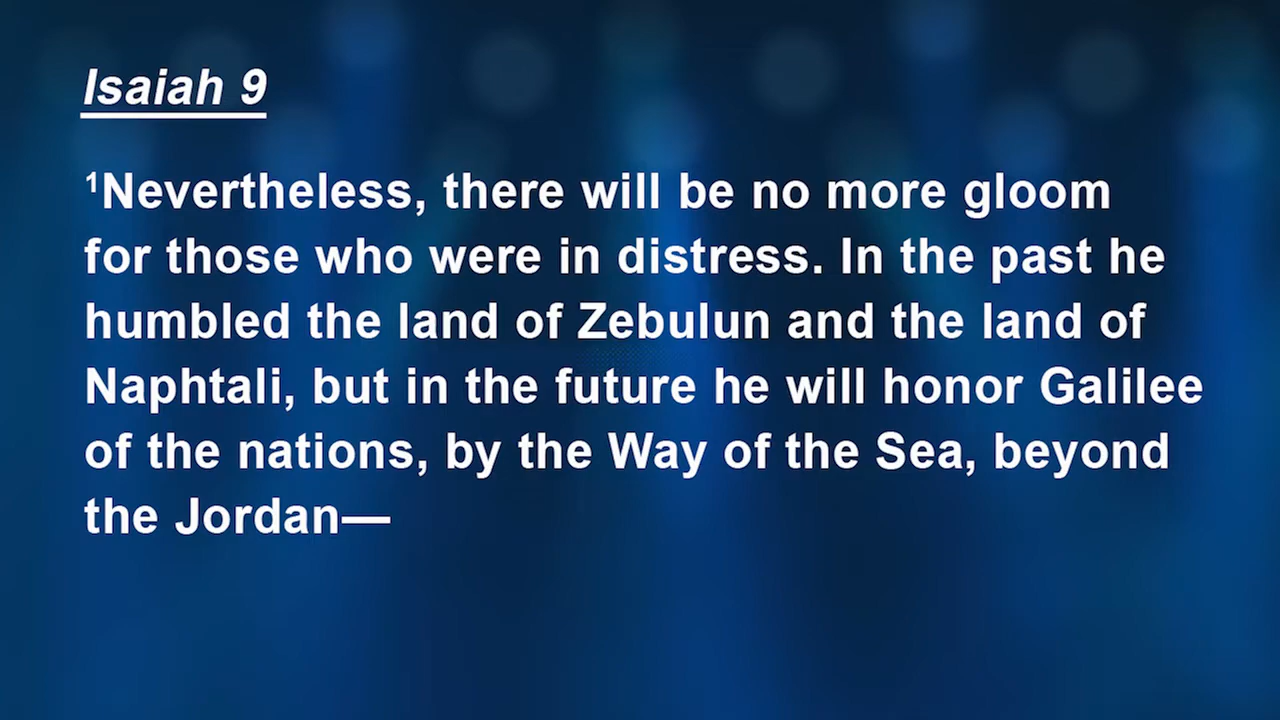 Isaiah 9
¹Nevertheless, there will be no more gloom
for those who were in distress. In the past he
humbled the land of Zebulun and the land of
Naphtali, but in the future he will honor Galilee
of the nations, by the Way of the Sea, beyond
the Jordan—